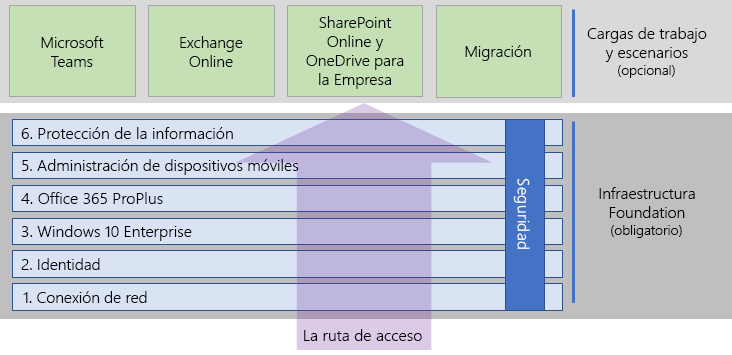 Microsoft
Teams
Exchange
Online
SharePoint
Online y
OneDrive para
la Empresa
Migración
Cargas de trabajo
y escenarios
(opcional)
6. Protección de la información
5. Administración de dispositivos móviles
4. Office 365 ProPlus
3. Windows 10 Enterprise
2. Identidad
1. Conexión de red
Seguridad
Infraestructura
Foundation
(obligatorio)
La ruta de acceso